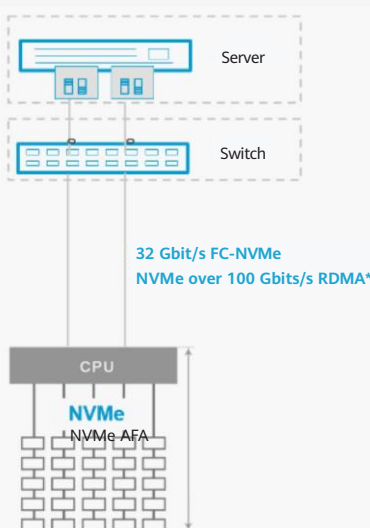 Server
Switch
32 Gbit/s FC-NVMe
NVMe over 100 Gbits/s RDMA*
CPU
NVMe
NVMe AFA